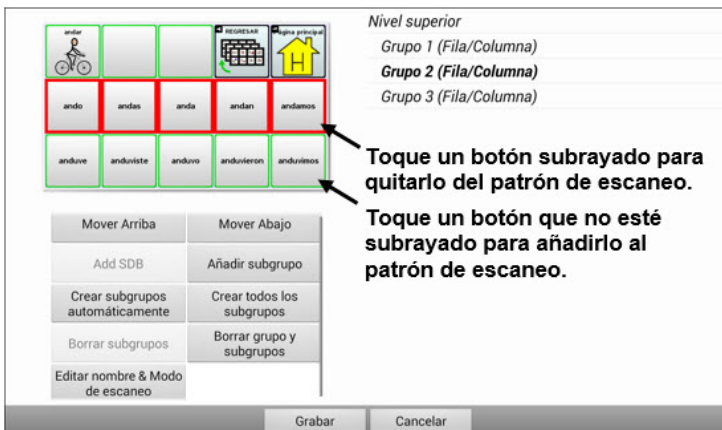 andar
REGRESAR
Página principal
H
ando
andas
anda
andan
andamos
anduve
anduviste
anduvo
anduvieron
anduvimos
Nivel superior
Grupo 1 (Fila/Columna)
Grupo 2 (Fila/Columna)
Grupo 3 (Fila/Columna)
Toque un botón subrayado para
quitarlo del patrón de escaneo.
Toque un botón que no esté
subrayado para añadirlo al
patrón de escaneo.
Mover Arriba
Mover Abajo
Add SDB
Añadir subgrupo
Crear subgrupos
automáticamente
Crear todos los
subgrupos
Borrar subgrupos
Borrar grupo y
subgrupos
Editar nombre & Modo
de escaneo
Grabar
Cancelar